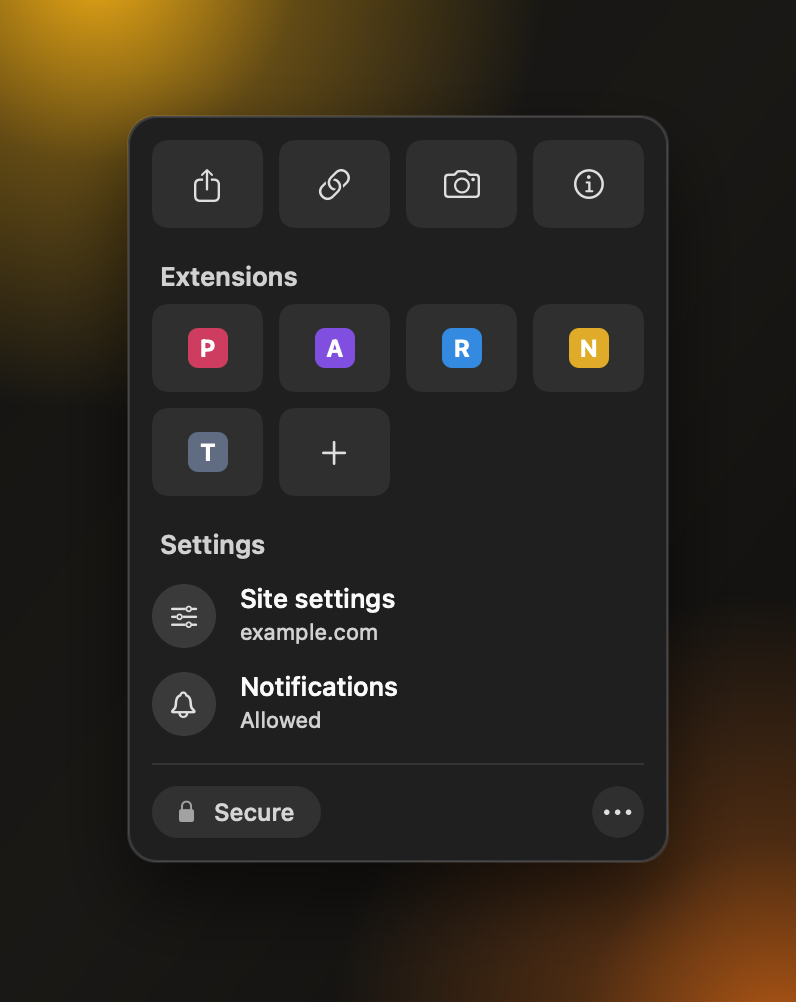 Extensions
P A R N
T
Settings
Site settings
example.com
Notifications
Allowed
Secure